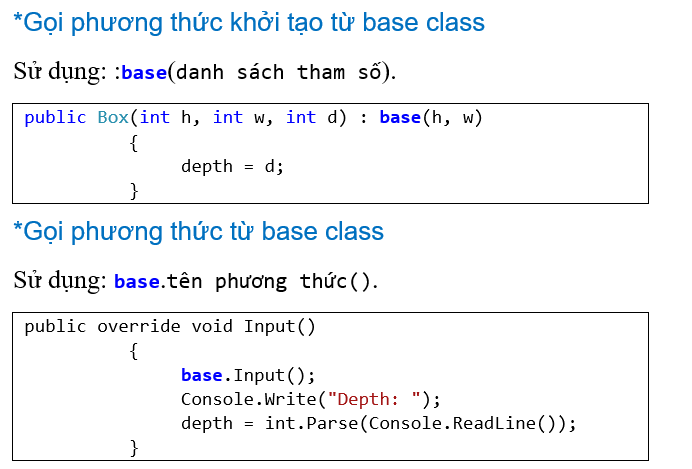 *Gọi phương thức khởi tạo từ base class
Sử dụng: :base(danh sách tham số).
public Box(int h, int w, int d) : base(h, w)
{
depth = d;
}
*Gọi phương thức từ base class
Sử dụng: base.tên phương thức().
public override void Input()
{
base.Input();
Console.Write("Depth: ");
depth = int.Parse(Console.ReadLine());
}